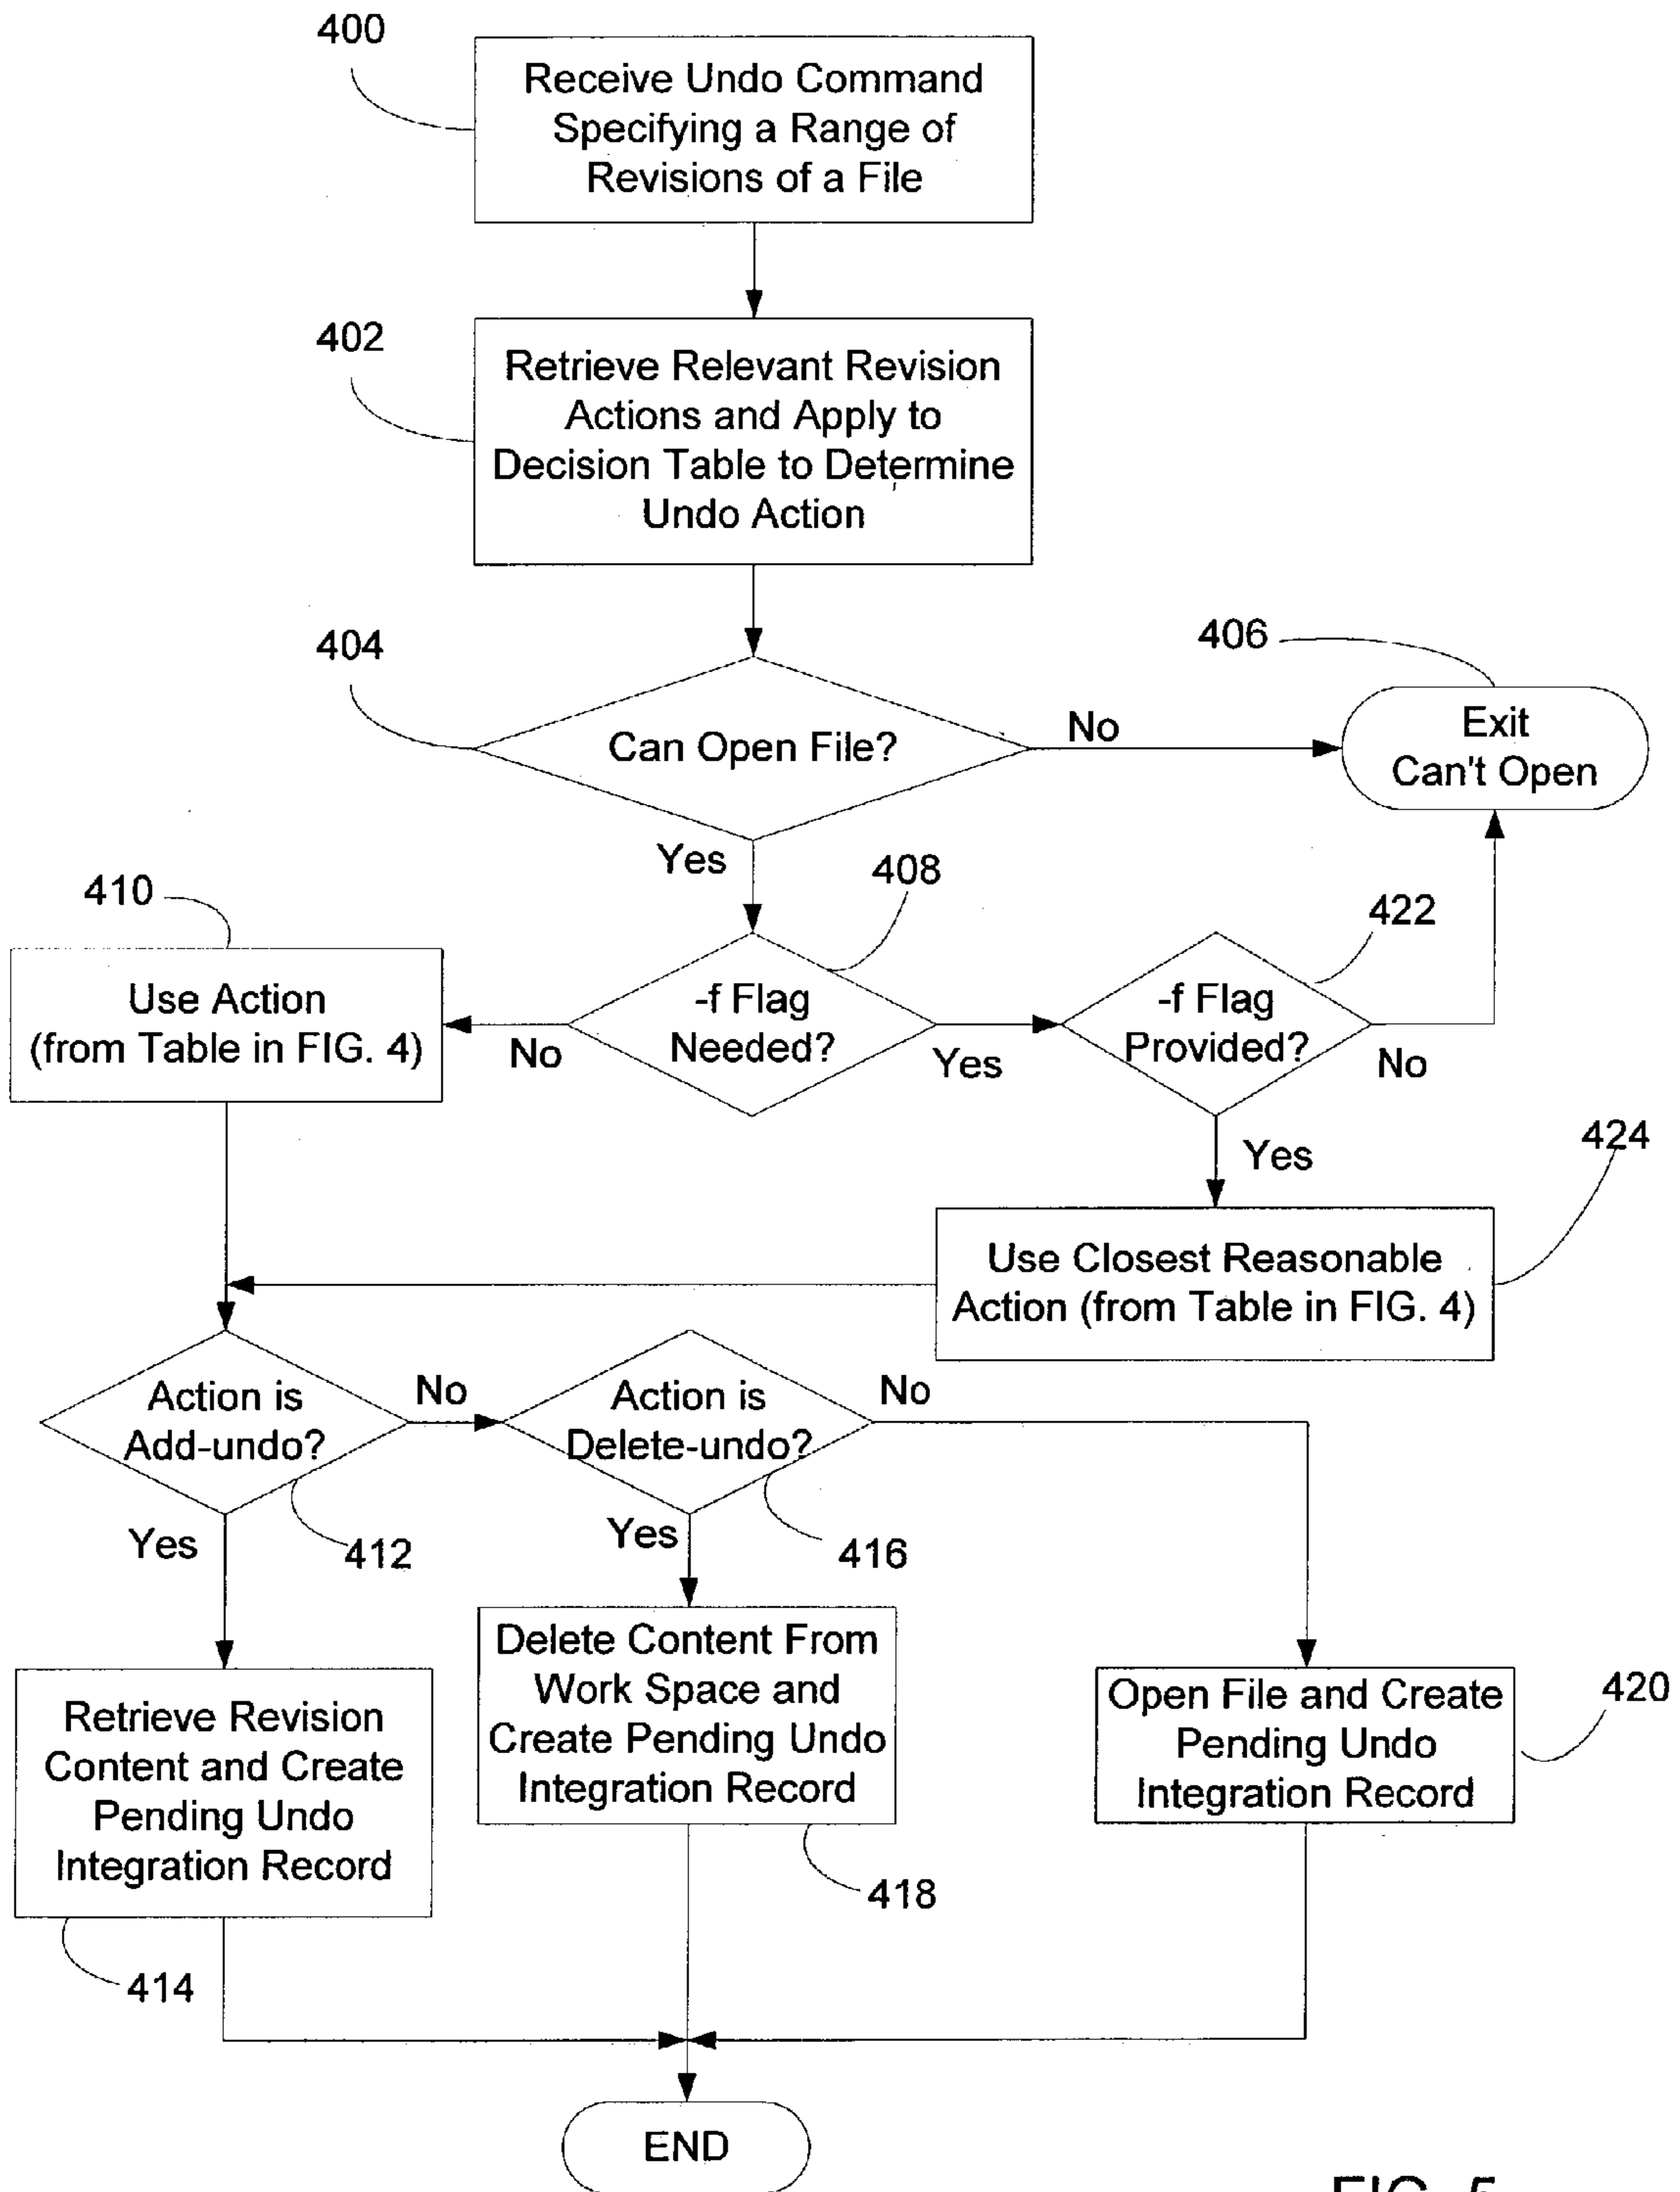 400
Receive Undo Command
Specifying a Range of
Revisions of a File
402
Retrieve Relevant Revision
Actions and Apply to
Decision Table to Determine
Undo Action
404
Can Open File?
No
406
Exit
Can't Open
Yes
408
410
422
Use Action
(from Table in FIG. 4)
No
-f Flag
Needed?
Yes
-f Flag
Provided?
No
Yes
424
Use Closest Reasonable
Action (from Table in FIG. 4)
Action is
Add-undo?
No
Action is
Delete-undo?
No
Yes
412
Yes
416
Retrieve Revision
Content and Create
Pending Undo
Integration Record
414
Delete Content From
Work Space and
Create Pending Undo
Integration Record
418
Open File and Create
Pending Undo
Integration Record
420
END
FIG. 5